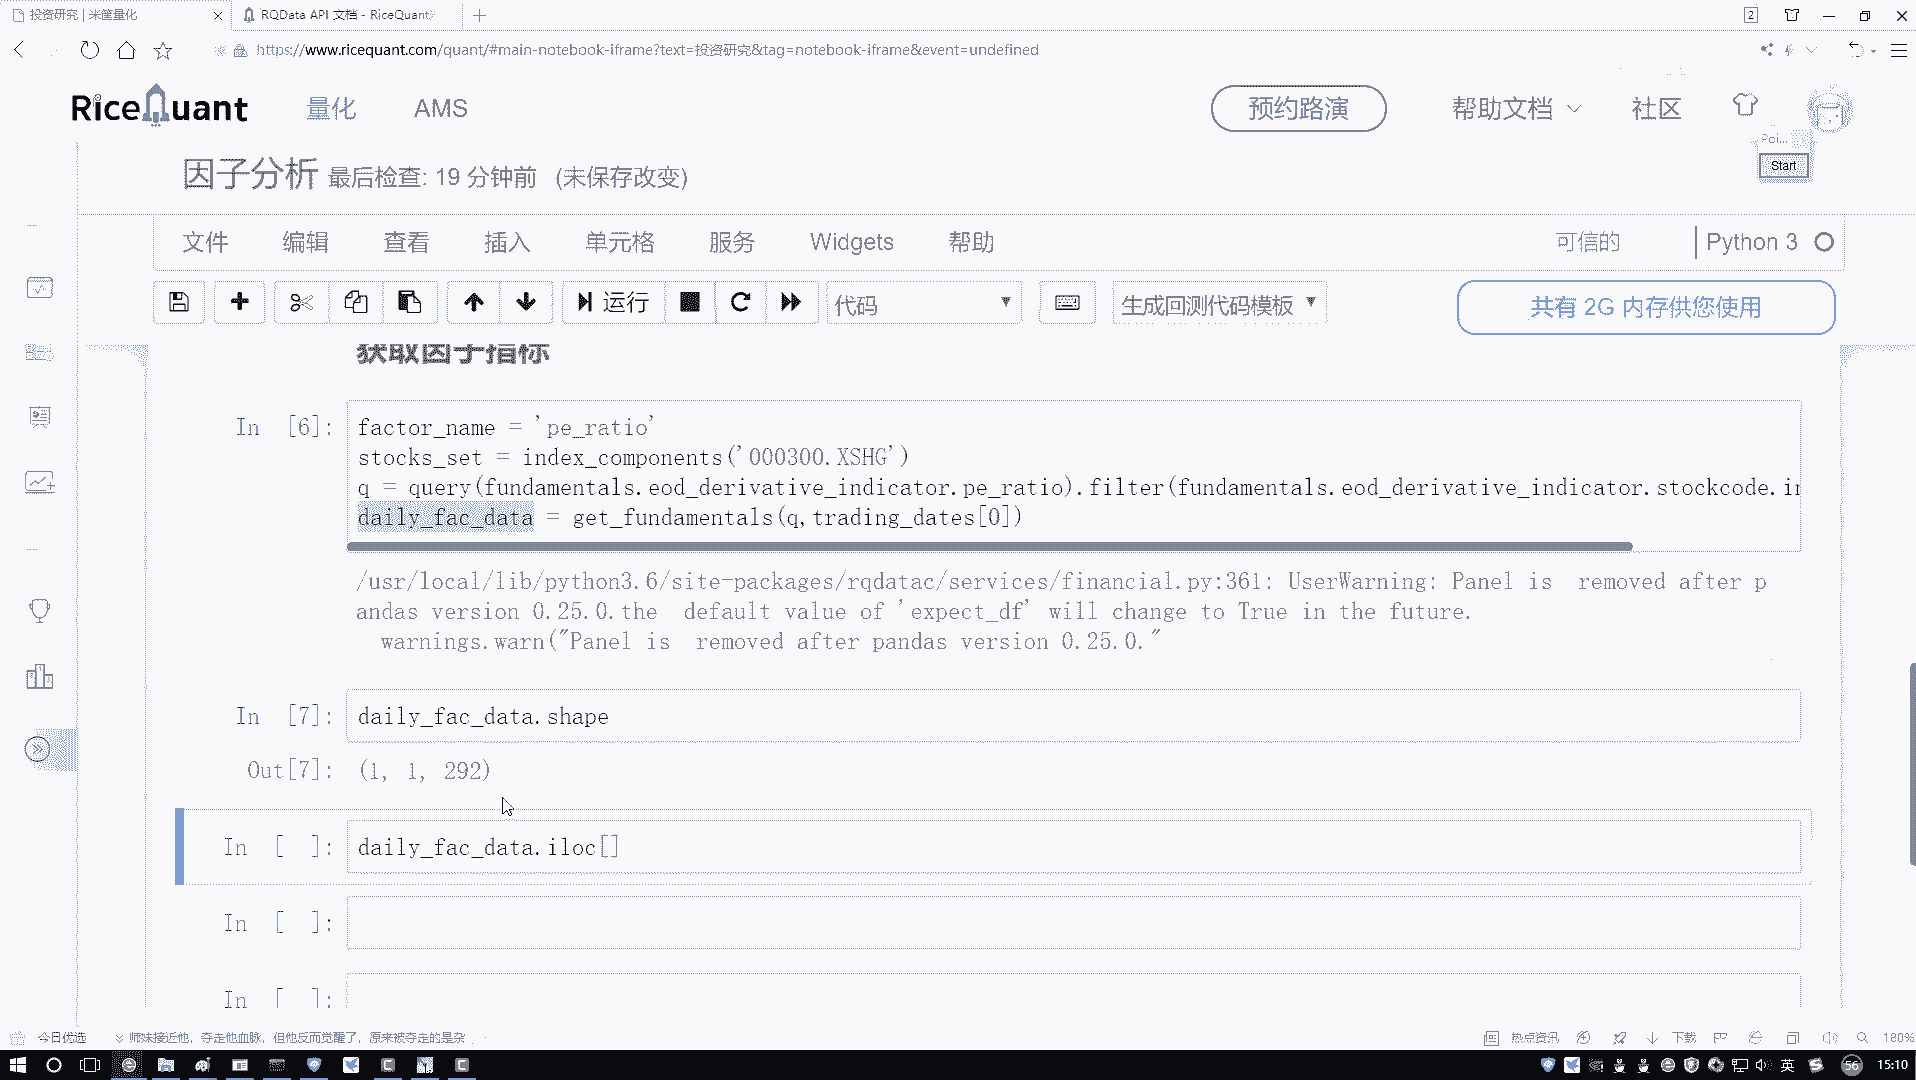 投资研究 | 米筐量化
RQData API 文档 - RiceQuant
2
https://www.ricequant.com/quant/#main-notebook-iframe?text=投资研究&tag=notebook-iframe&event=undefined
RiceQuant
量化
AMS
预约路演
帮助文档
社区
Poi...
Start
因子分析 最后检查: 19 分钟前 (未保存改变)
文件 编辑 查看 插入 单元格 服务 Widgets 帮助
可信的
Python 3
运行
代码
生成回测代码模板
共有 2G 内存供您使用
获取因子指标
In [6]:
factor_name = 'pe_ratio'
stocks_set = index_components('000300.XSHG')
q = query(fundamentals.eod_derivative_indicator.pe_ratio).filter(fundamentals.eod_derivative_indicator.stockcode.in
daily_fac_data = get_fundamentals(q,trading_dates[0])
/usr/local/lib/python3.6/site-packages/rqdatac/services/financial.py:361: UserWarning: Panel is  removed after p
andas version 0.25.0.the  default value of 'expect_df' will change to True in the future.
warnings.warn("Panel is  removed after pandas version 0.25.0."
In [7]:
daily_fac_data.shape
Out[7]: (1, 1, 292)
In [ ]:
daily_fac_data.iloc[]
In [ ]:
In [ ]:
今日优选
师妹接近他，夺走他血脉，但他反而觉醒了，原来被夺走的是杂
热点资讯
下载
180%
英
56
15:10